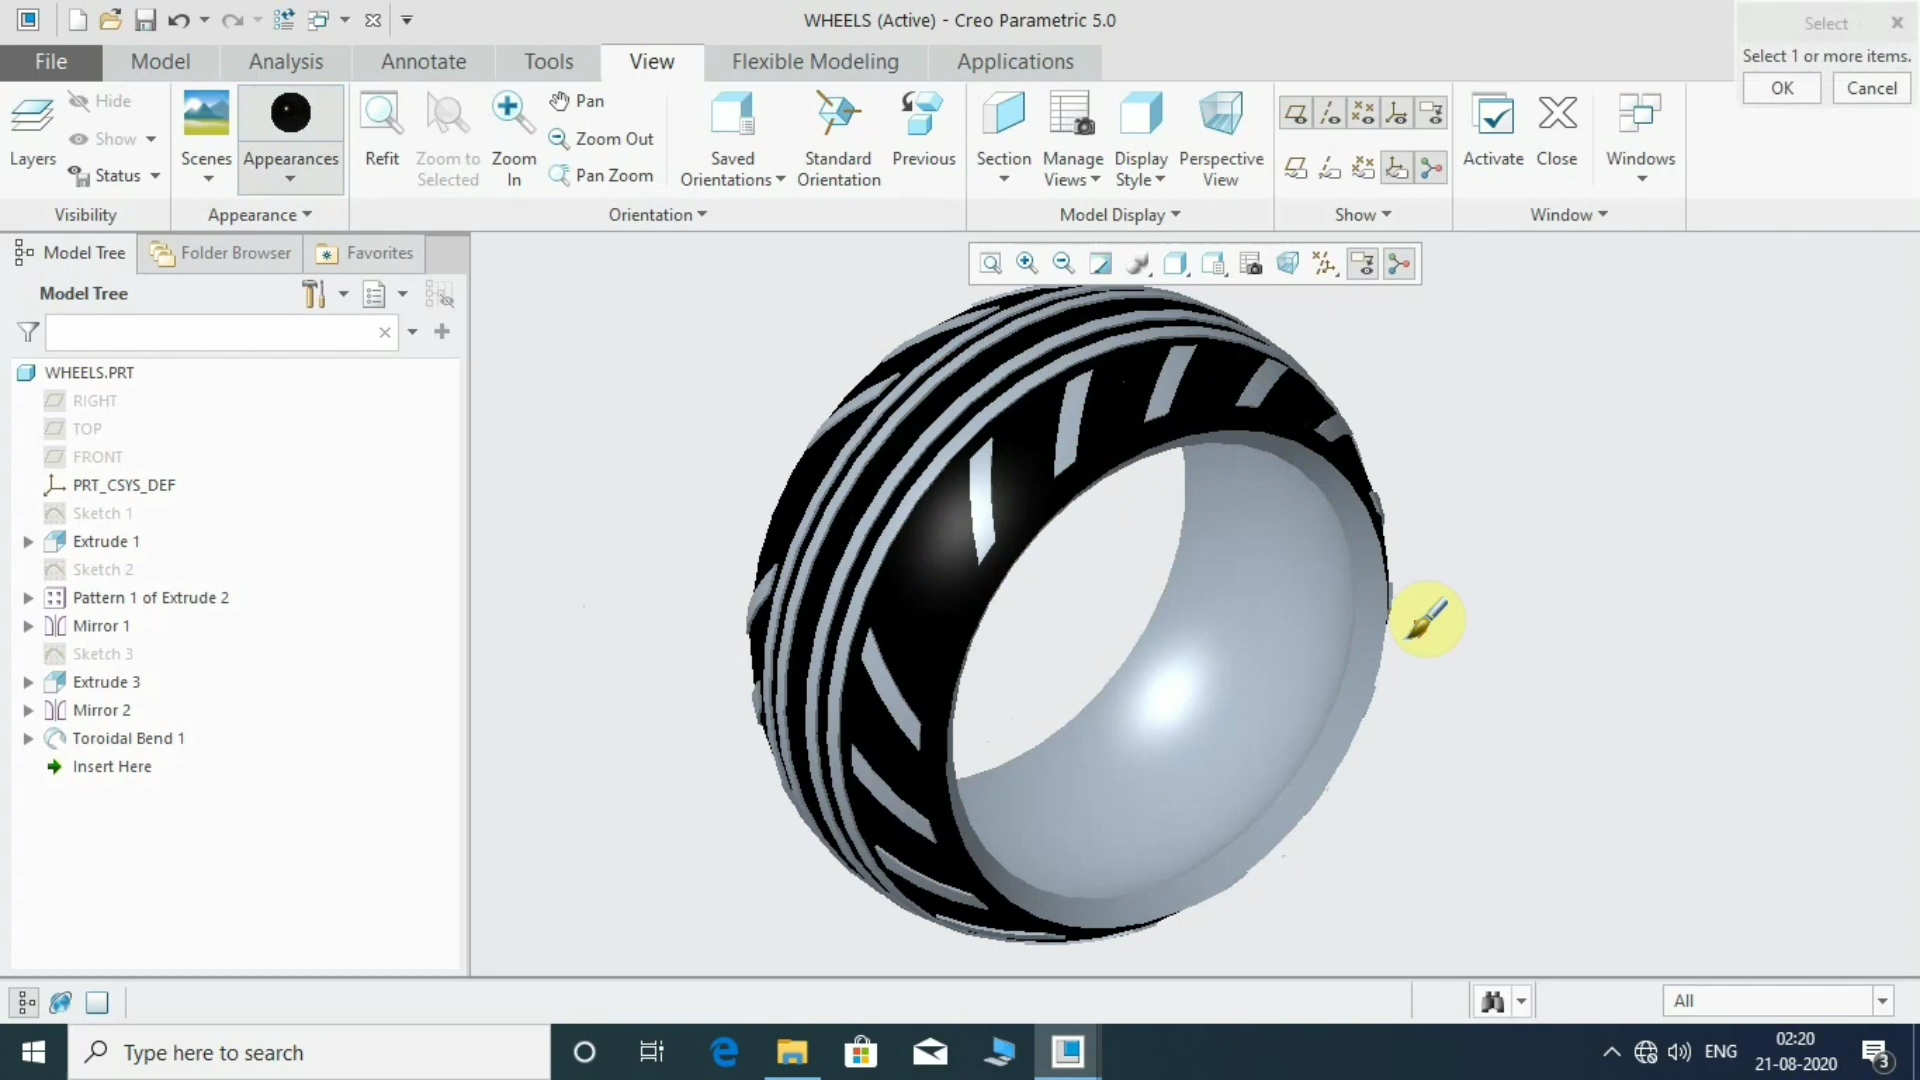 WHEELS (Active) - Creo Parametric 5.0
Select
Select 1 or more items.
OK
Cancel
File
Model
Analysis
Annotate
Tools
View
Flexible Modeling
Applications
Layers
Hide
Show
Status
Visibility
Scenes
Appearances
Appearance
Refit
Zoom to
Selected
Zoom
In
Pan
Zoom Out
Pan Zoom
Saved
Orientations
Standard
Orientation
Previous
Orientation
Section
Manage
Views
Display
Style
Perspective
View
Model Display
Show
Activate
Close
Windows
Window
Model Tree
Folder Browser
Favorites
Model Tree
WHEELS.PRT
RIGHT
TOP
FRONT
PRT_CSYS_DEF
Sketch 1
Extrude 1
Sketch 2
Pattern 1 of Extrude 2
Mirror 1
Sketch 3
Extrude 3
Mirror 2
Toroidal Bend 1
Insert Here
All
Type here to search
ENG
02:20
21-08-2020
3